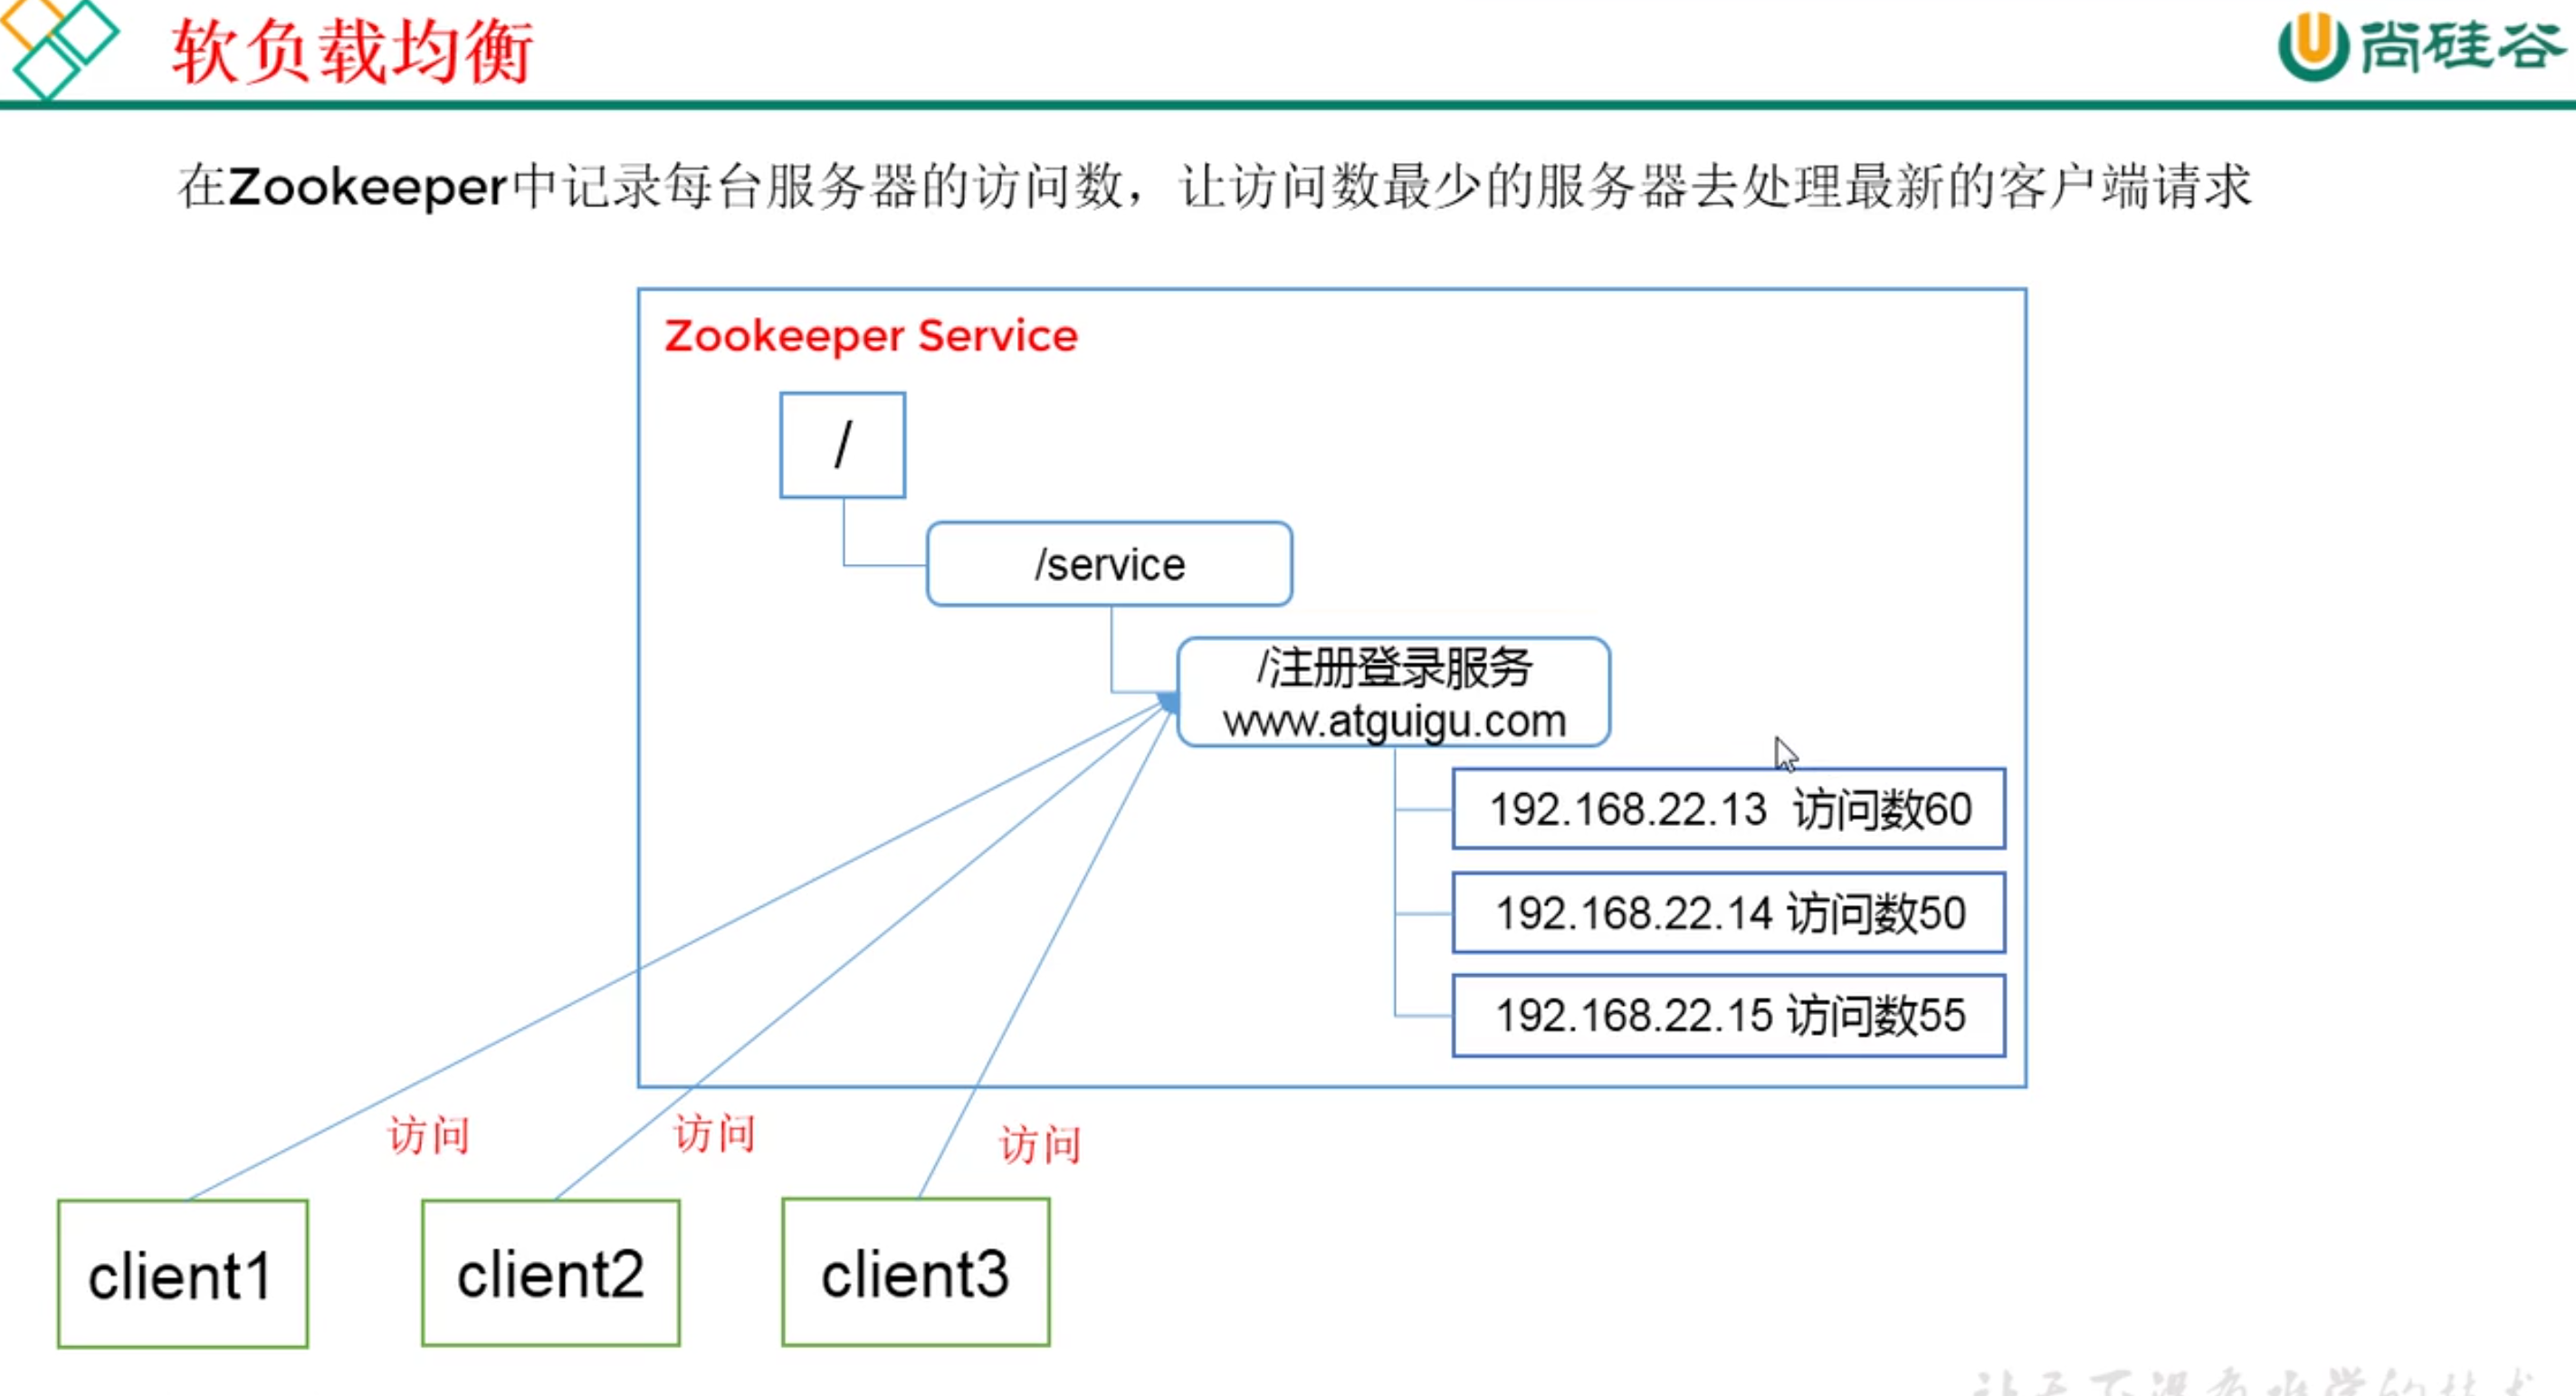 软负载均衡
尚硅谷
在Zookeeper中记录每台服务器的访问数，让访问数最少的服务器去处理最新的客户端请求
Zookeeper Service
/
/service
/注册登录服务
www.atguigu.com
192.168.22.13 访问数60
192.168.22.14 访问数50
192.168.22.15 访问数55
访问
访问
访问
client1
client2
client3